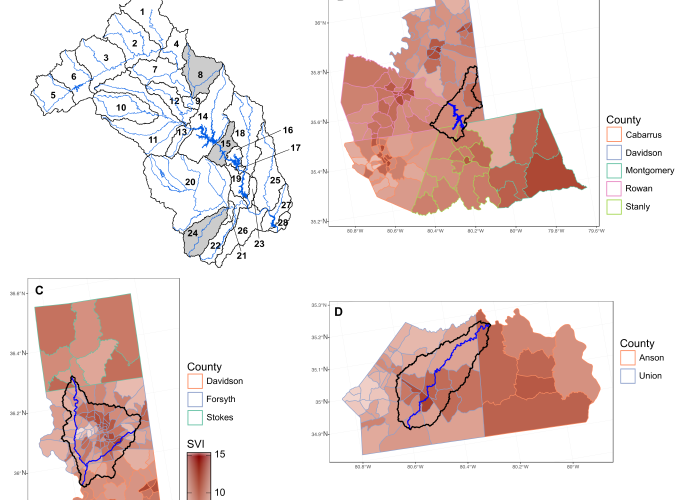 1
2
3
4
5
6
7
8
9
10
11
12
13
14
15
16
17
18
19
20
21
22
23
24
25
26
27
28
36°N
35.8°N
35.6°N
35.4°N
35.2°N
80.8°W 80.6°W 80.4°W 80.2°W 80°W 79.8°W
County
Cabarrus
Davidson
Montgomery
Rowan
Stanly
C
36.6°N
36.4°N
36.2°N
36°N
County
Davidson
Forsyth
Stokes
SVI
15
10
D
35.3°N
35.2°N
35.1°N
35°N
34.9°N
80.8°W 80.6°W 80.4°W 80.2°W 80°W
County
Anson
Union